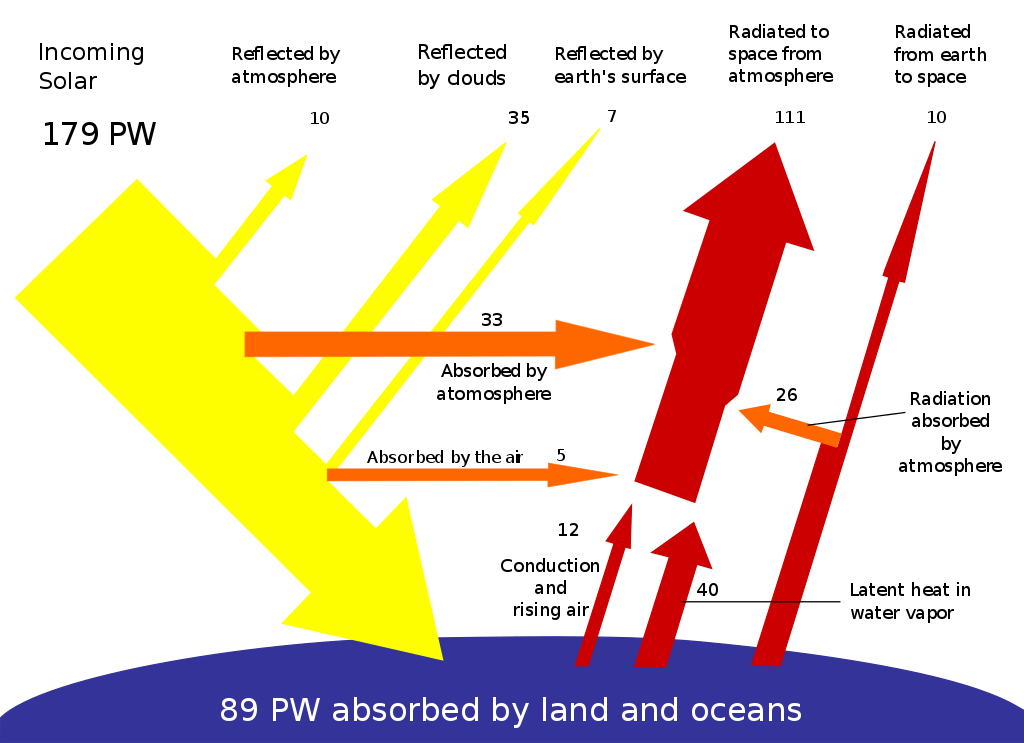 Incoming
Solar
179 PW
Reflected by
atmosphere
10
Reflected
by clouds
35
Reflected by
earth's surface
7
Radiated to
space from
atmosphere
111
Radiated
from earth
to space
10
33
Absorbed by
atomosphere
26
Radiation
absorbed
by
atmosphere
Absorbed by the air
5
12
Conduction
and
rising air
40
Latent heat in
water vapor
89 PW absorbed by land and oceans